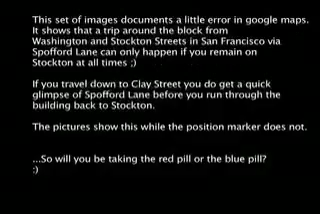 This set of images documents a little error in google maps.
It shows that a trip around the block from
Washington and Stockton Streets in San Francisco via
Spofford Lane can only happen if you remain on
Stockton at all times ;)
If you travel down to Clay Street you do get a quick
glimpse of Spofford Lane before you run through the
building back to Stockton.
The pictures show this while the position marker does not.
...So will you be taking the red pill or the blue pill?
:)